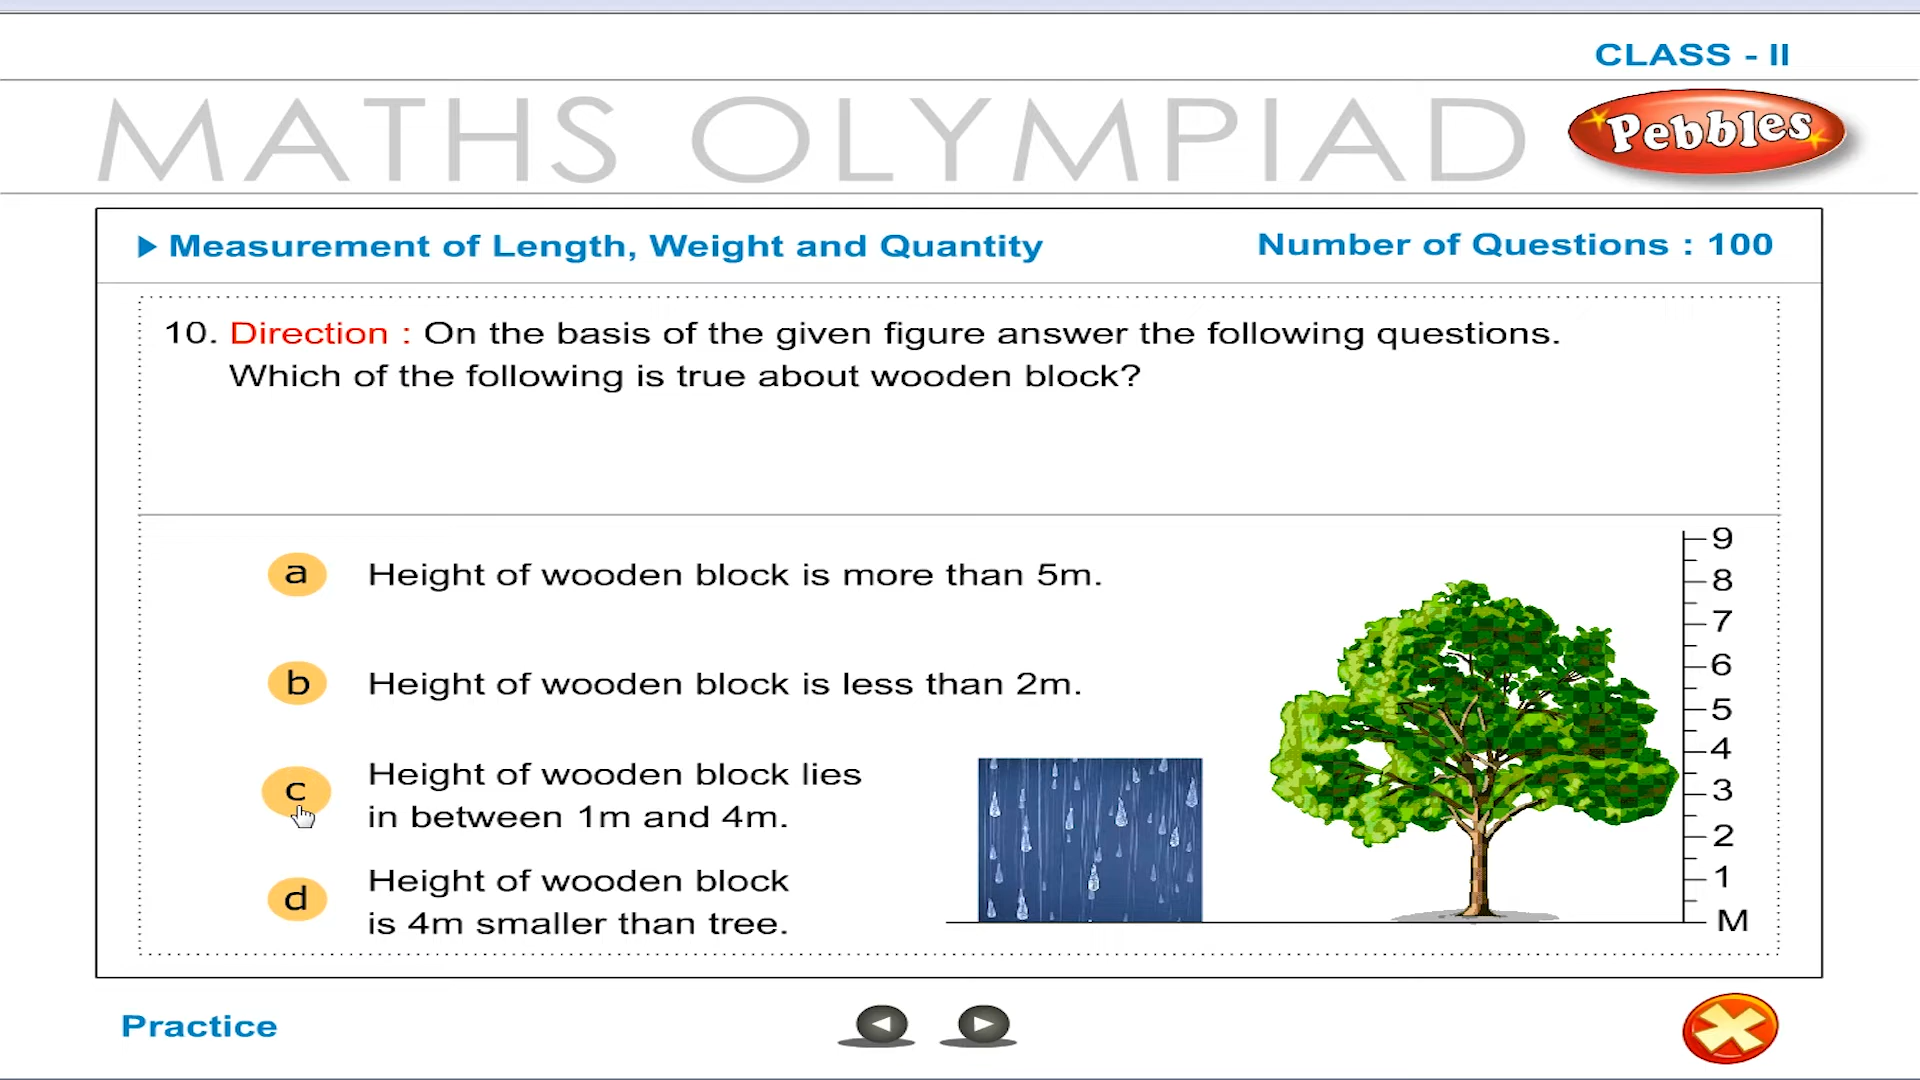 CLASS - II
MATHS OLYMPIAD
Pebbles
Measurement of Length, Weight and Quantity
Number of Questions : 100
10. Direction : On the basis of the given figure answer the following questions.
Which of the following is true about wooden block?
a Height of wooden block is more than 5m.
b Height of wooden block is less than 2m.
c Height of wooden block lies
in between 1m and 4m.
d Height of wooden block
is 4m smaller than tree.
9
8
7
6
5
4
3
2
1
M
Practice